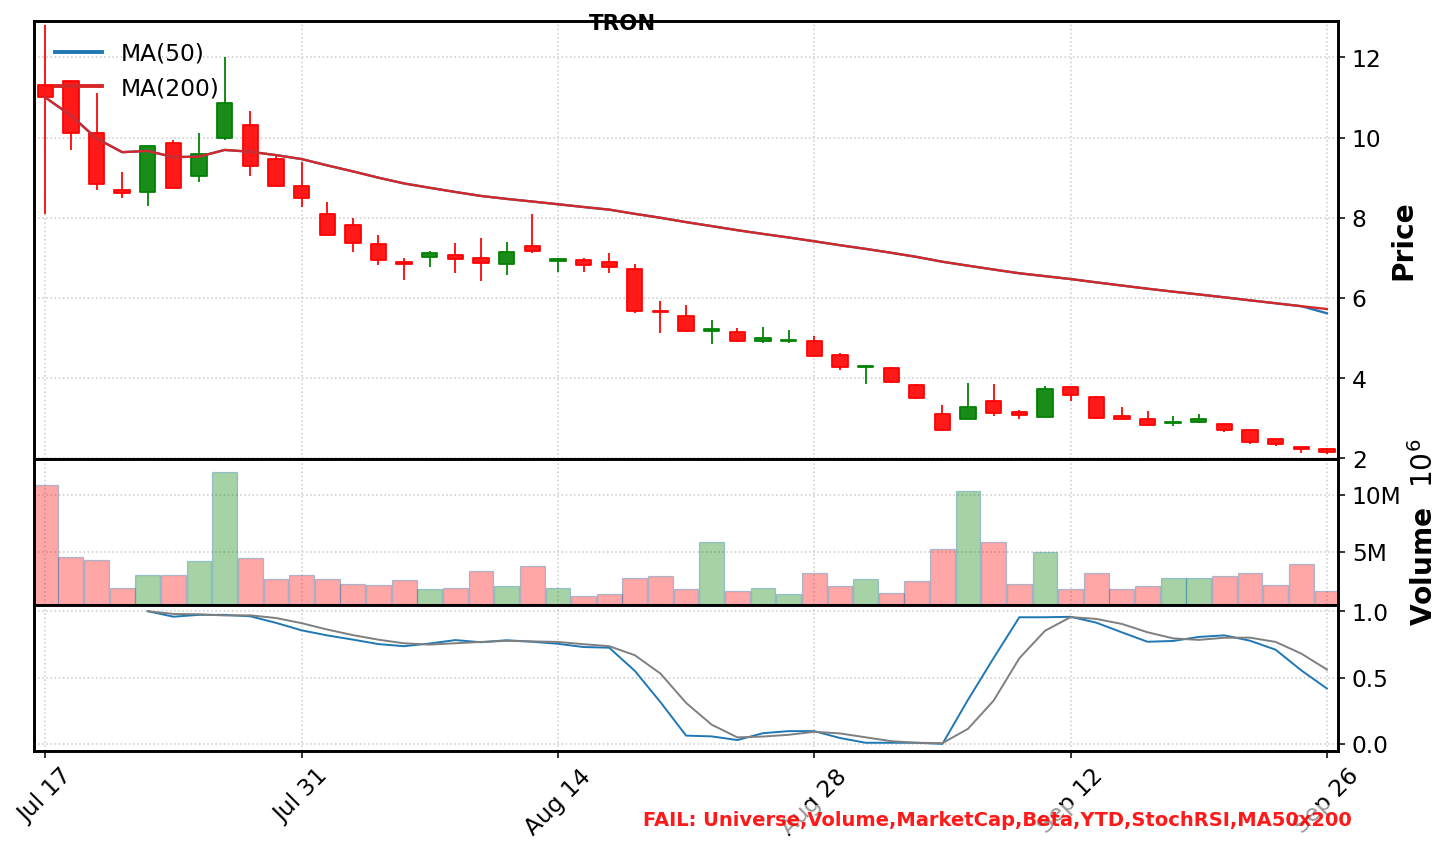 TRON
MA(50)
MA(200)
12
10
8
6
4
2
Price
10M
5M
Volume 10^6
1.0
0.5
0.0
Jul 17
Jul 31
Aug 14
Aug 28
Sep 12
Sep 26
FAIL: Universe,Volume,MarketCap,Beta,YTD,StochRSI,MA50x200